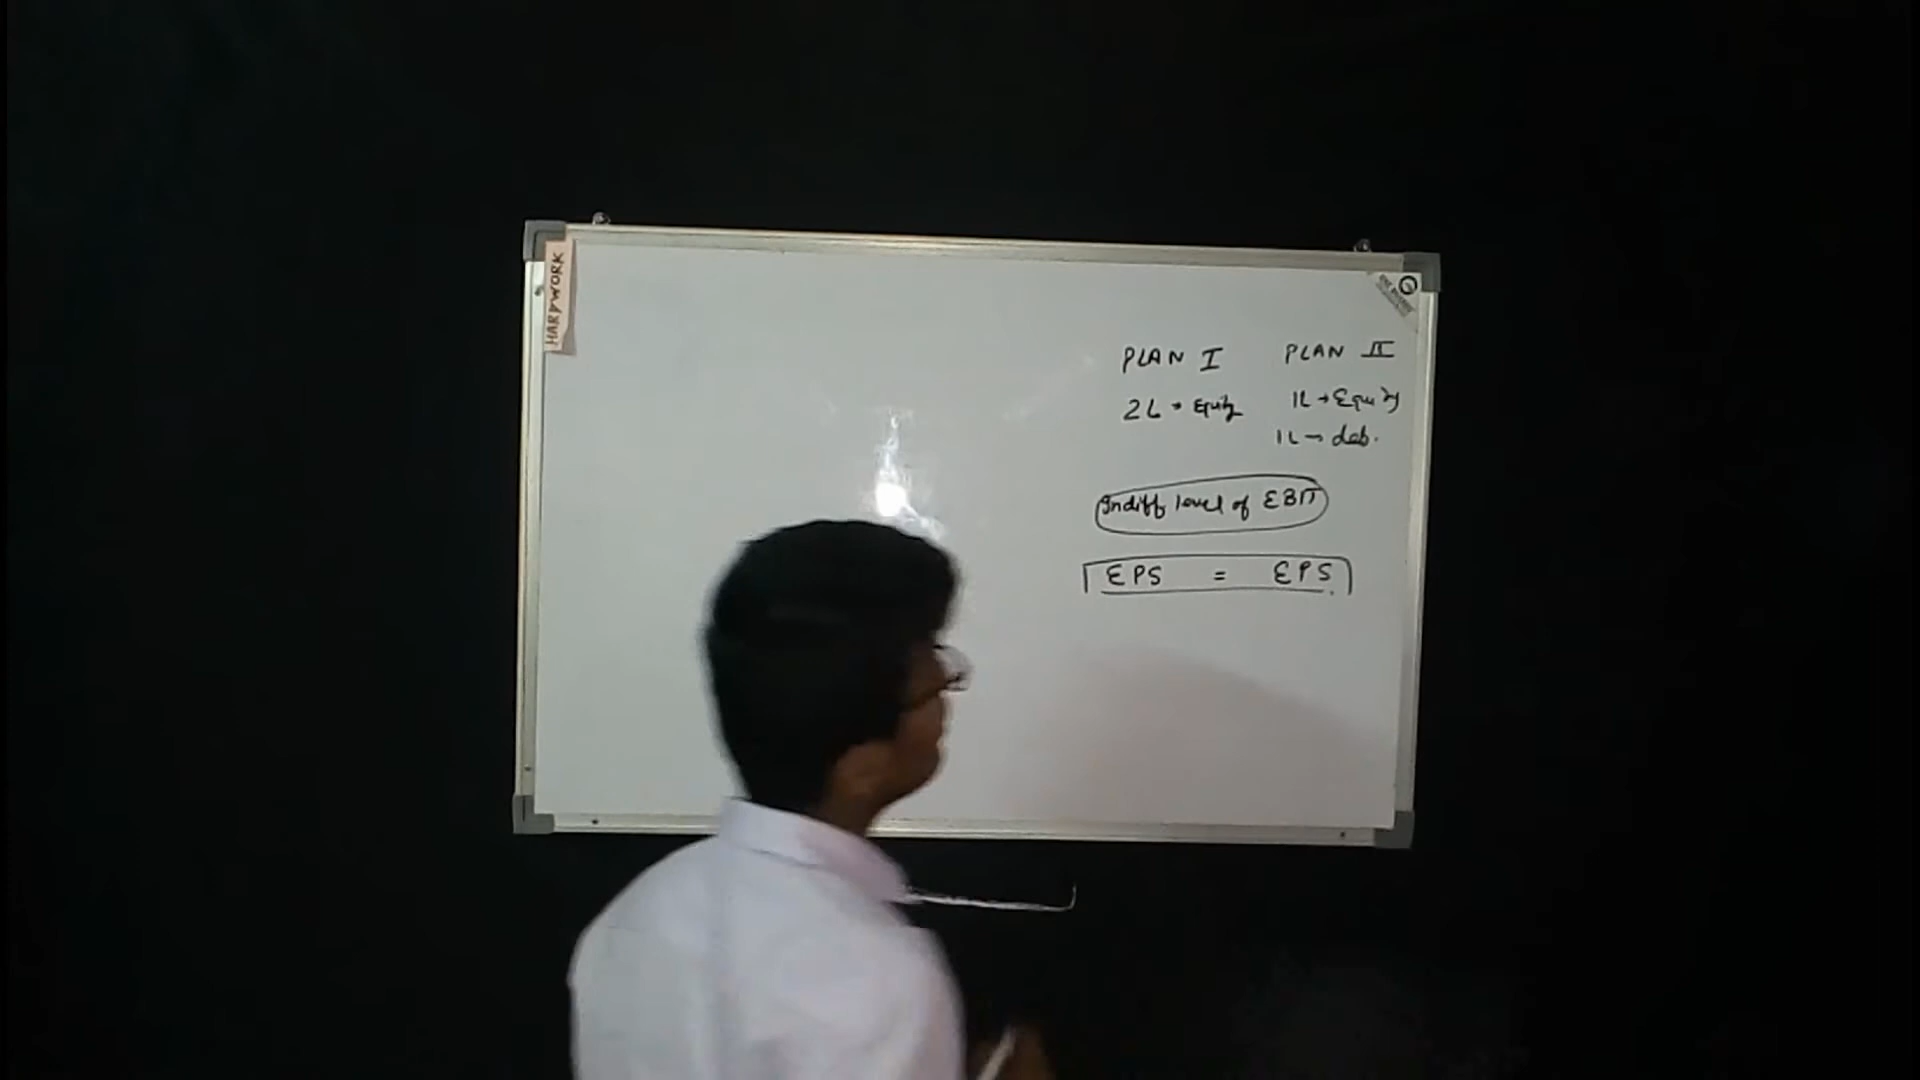 HARDWORK
PLAN I PLAN II
2L → Equity 1L → Equity
1L → deb.
Indiff level of EBIT
EPS = EPS